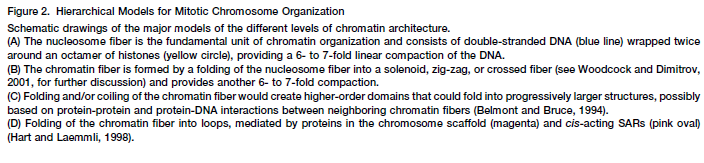 Figure 2. Hierarchical Models for Mitotic Chromosome Organization
Schematic drawings of the major models of the different levels of chromatin architecture.
(A) The nucleosome fiber is the fundamental unit of chromatin organization and consists of double-stranded DNA (blue line) wrapped twice
around an octamer of histones (yellow circle), providing a 6- to 7-fold linear compaction of the DNA.
(B) The chromatin fiber is formed by a folding of the nucleosome fiber into a solenoid, zig-zag, or crossed fiber (see Woodcock and Dimitrov,
2001, for further discussion) and provides another 6- to 7-fold compaction.
(C) Folding and/or coiling of the chromatin fiber would create higher-order domains that could fold into progressively larger structures, possibly
based on protein-protein and protein-DNA interactions between neighboring chromatin fibers (Belmont and Bruce, 1994).
(D) Folding of the chromatin fiber into loops, mediated by proteins in the chromosome scaffold (magenta) and cis-acting SARs (pink oval)
(Hart and Laemmli, 1998).